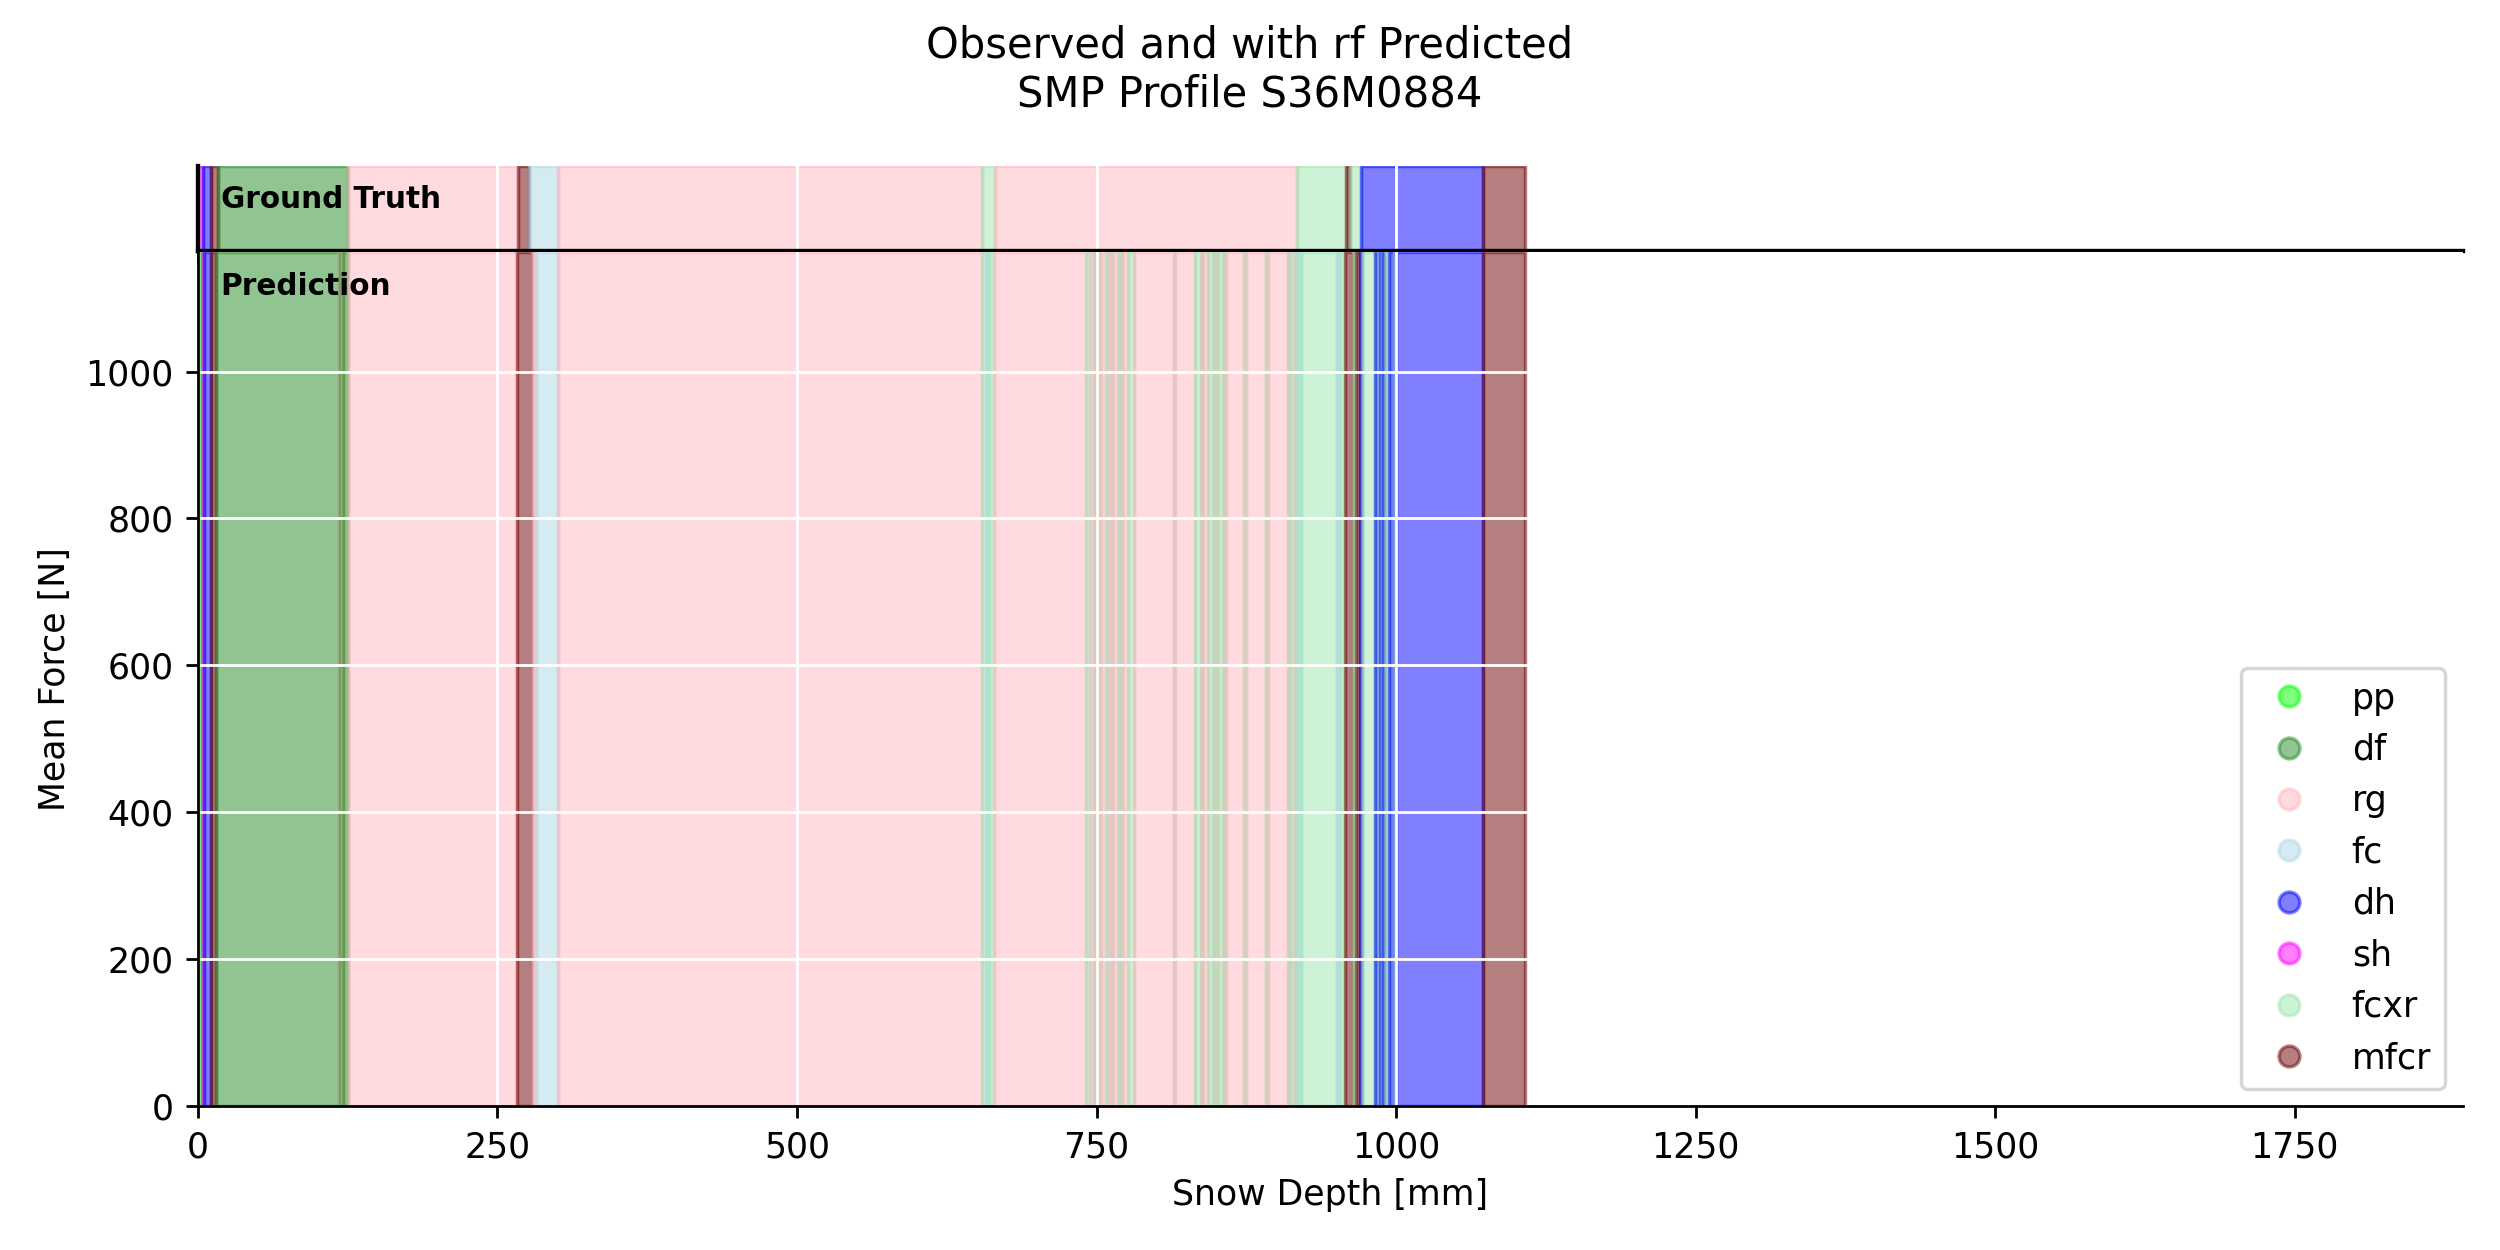 Observed and with rf Predicted
SMP Profile S36M0884
Ground Truth
Prediction
1000
800
600
400
200
0
Mean Force [N]
0 250 500 750 1000 1250 1500 1750
Snow Depth [mm]
pp
df
rg
fc
dh
sh
fcxr
mfcr